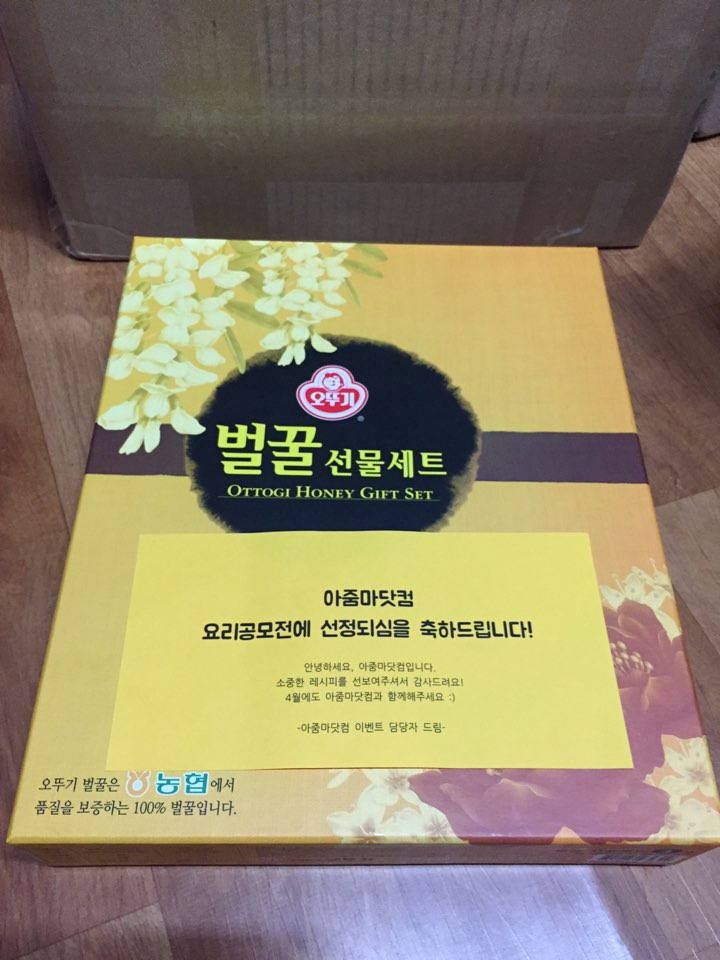 오뚜기
벌꿀 선물세트
OTTOGI HONEY GIFT SET
아줌마닷컴
요리공모전에 선정되심을 축하드립니다!
안녕하세요, 아줌마닷컴입니다.
소중한 레시피를 선보여주셔서 감사드려요!
4월에도 아줌마닷컴과 함께해주세요 :)
-아줌마닷컴 이벤트 담당자 드림-
오뚜기 벌꿀은 농협에서
품질을 보증하는 100% 벌꿀입니다.